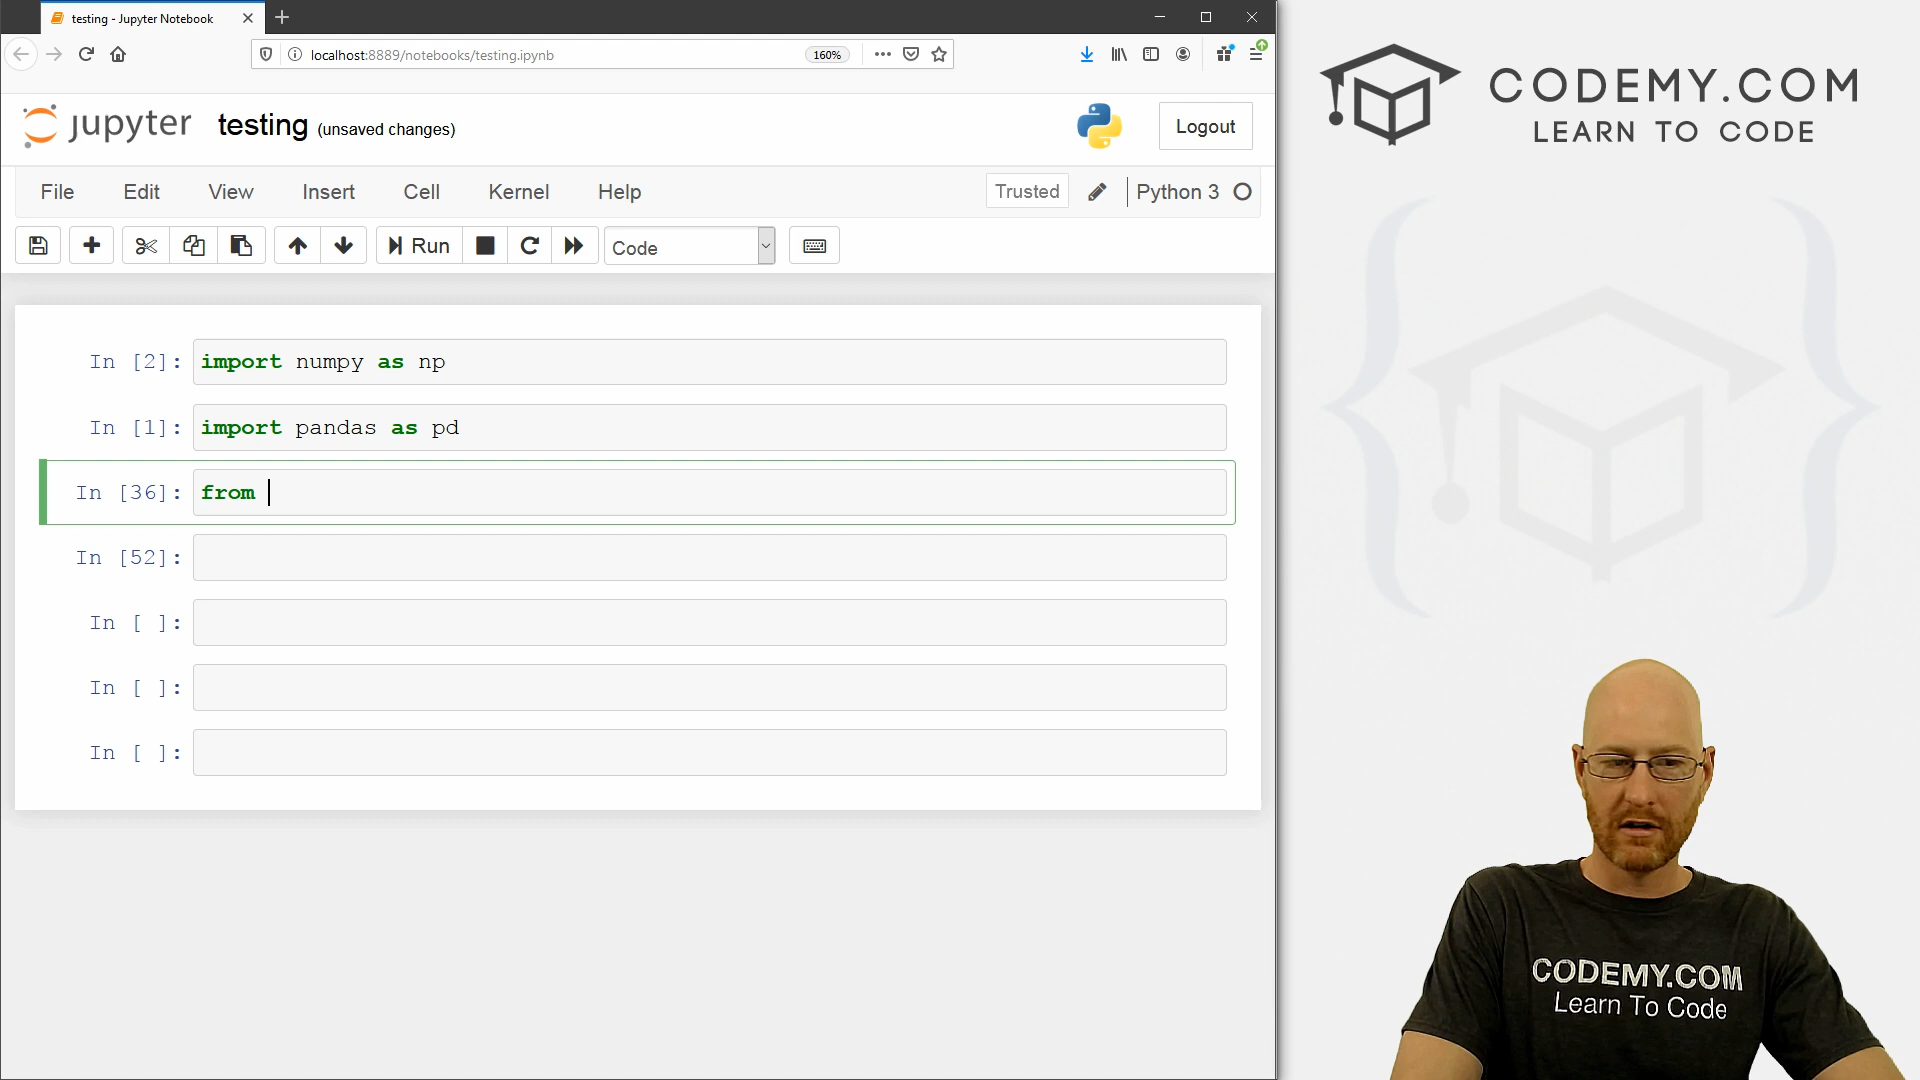 testing - Jupyter Notebook
localhost:8889/notebooks/testing.ipynb
160%
jupyter testing (unsaved changes)
Logout
File Edit View Insert Cell Kernel Help
Trusted
Python 3
Run
Code
In [2]: import numpy as np
In [1]: import pandas as pd
In [36]: from
In [52]:
In [ ]:
In [ ]:
In [ ]:
CODEMY.COM
LEARN TO CODE
CODEMY.COM
Learn To Code